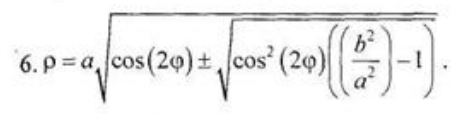 6. ρ = a√(cos(2φ) ± √(cos²(2φ)((b²/a²) − 1))) .